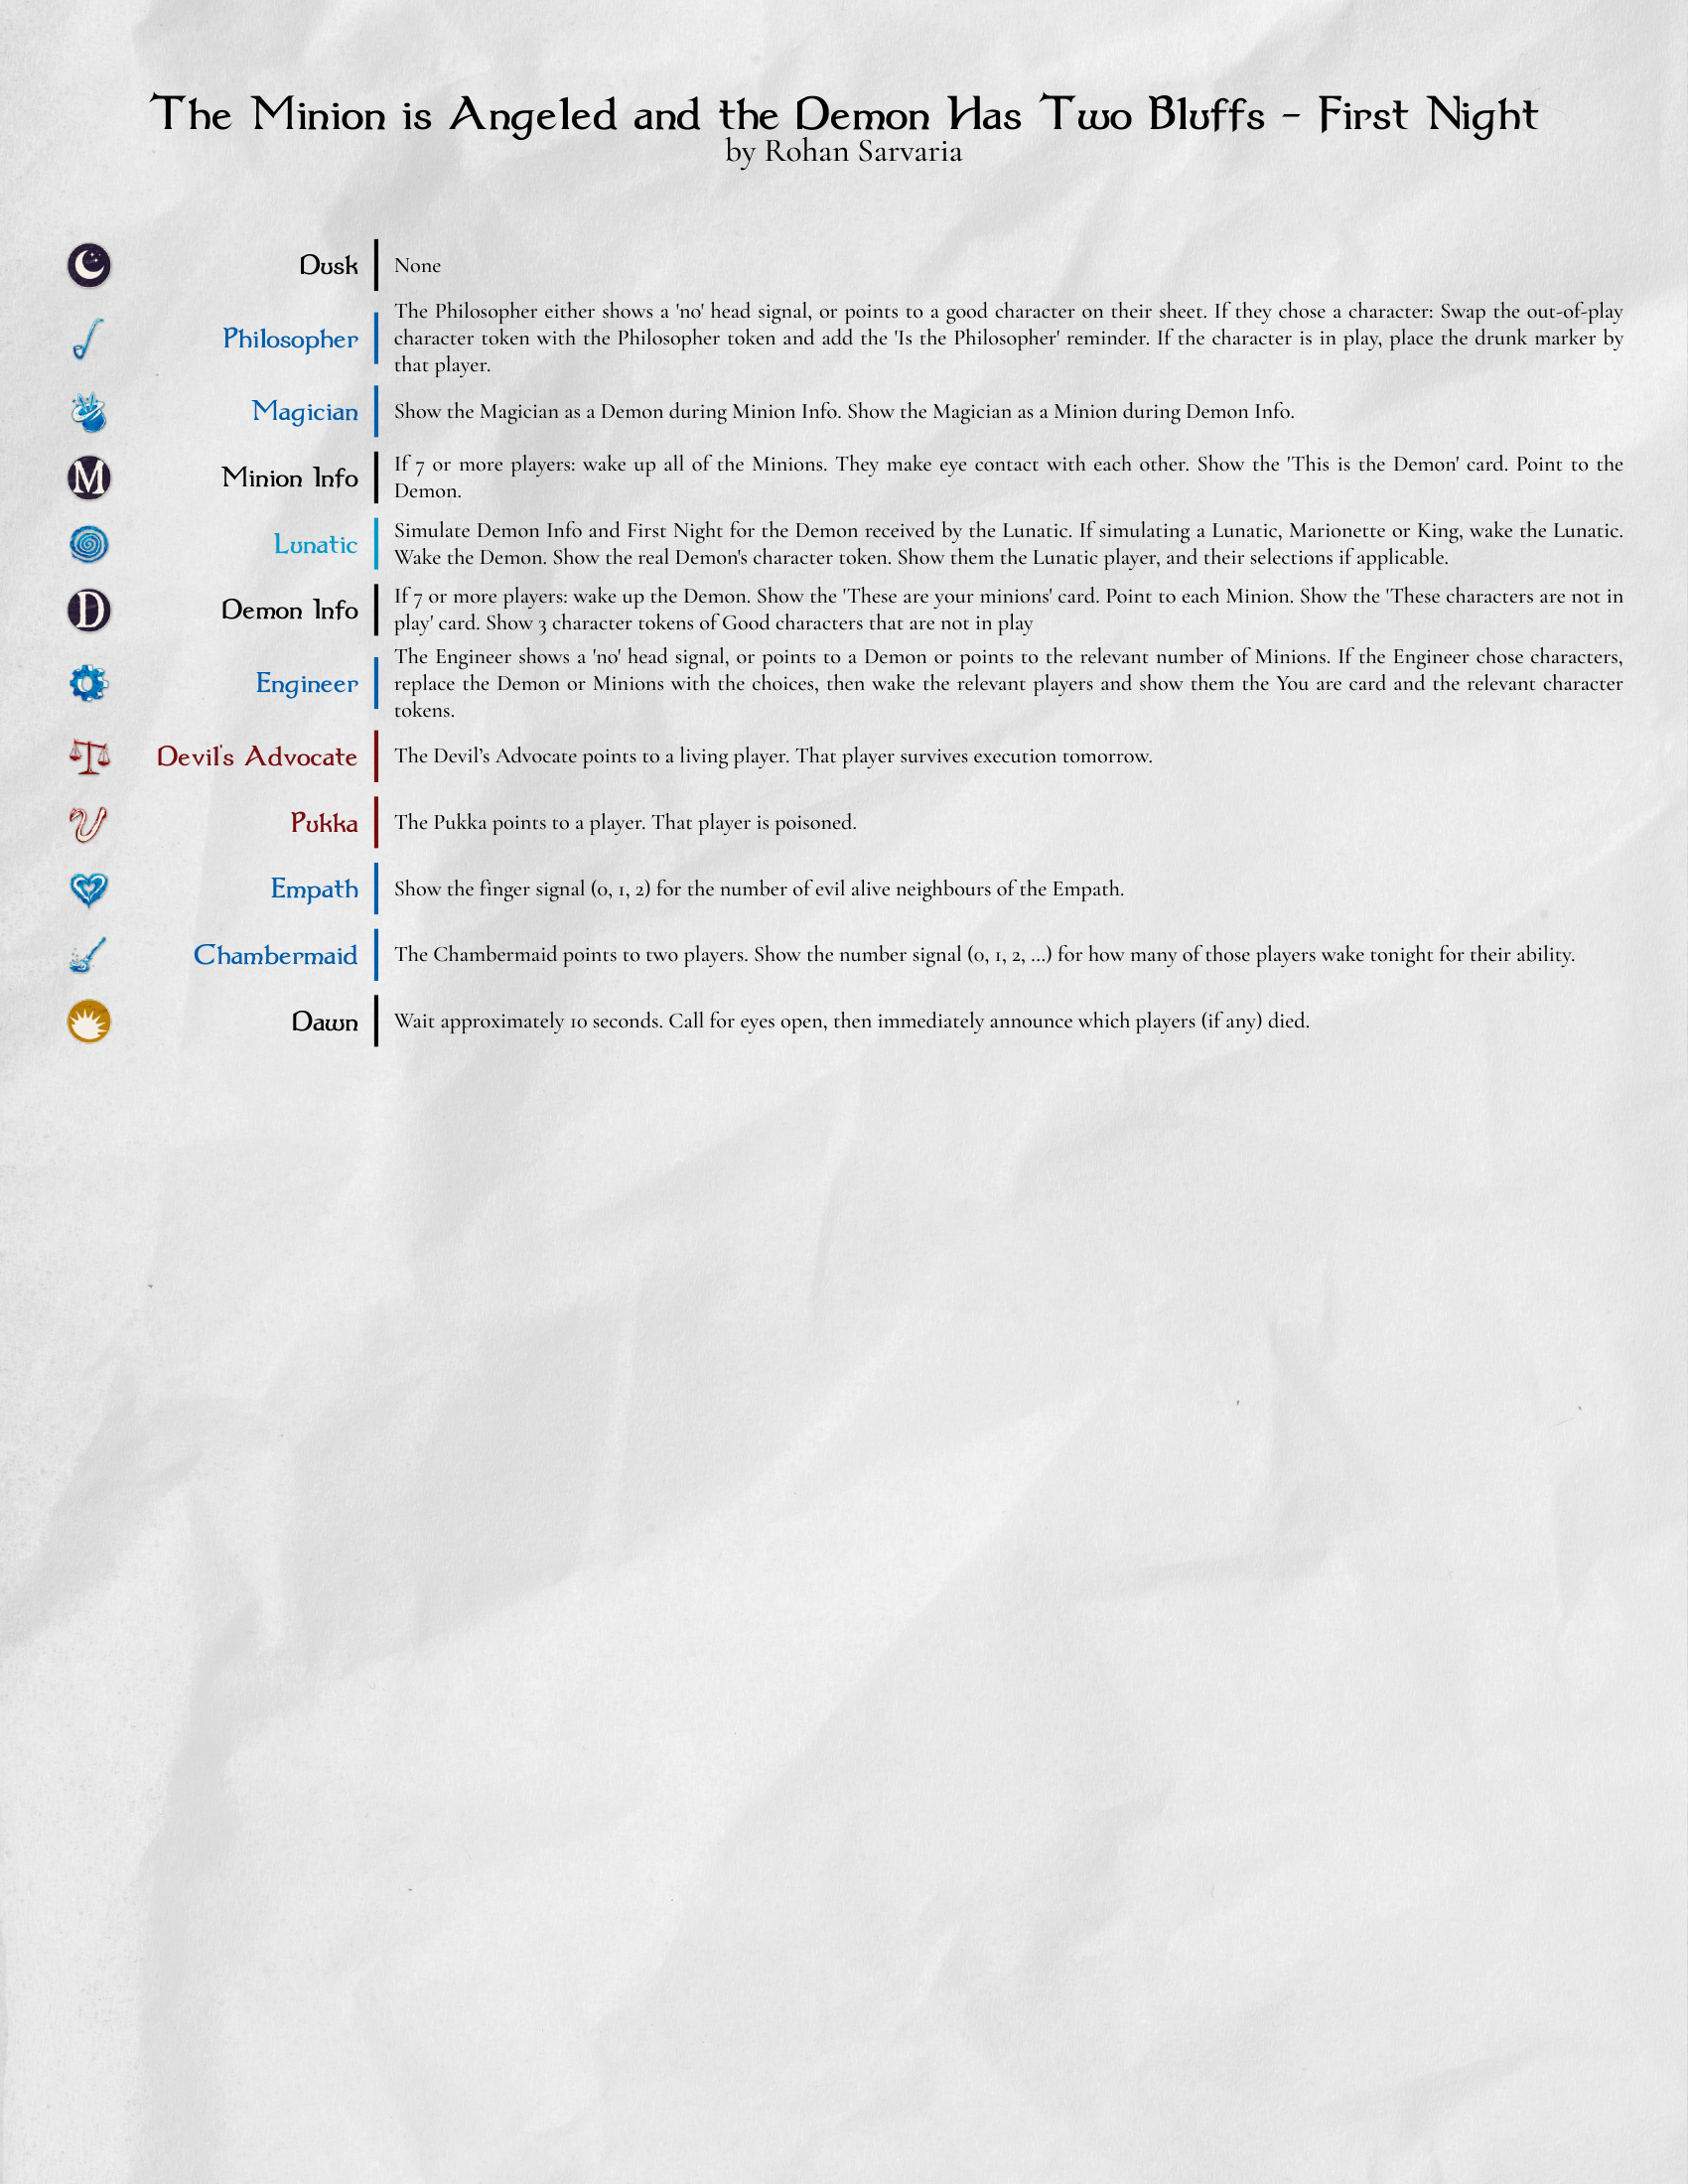 The Minion is Angeled and the Demon Has Two Bluffs - First Night
by Rohan Sarvaria
Dusk
None
Philosopher
The Philosopher either shows a 'no' head signal, or points to a good character on their sheet. If they chose a character: Swap the out-of-play
character token with the Philosopher token and add the 'Is the Philosopher' reminder. If the character is in play, place the drunk marker by
that player.
Magician
Show the Magician as a Demon during Minion Info. Show the Magician as a Minion during Demon Info.
M
Minion Info
If 7 or more players: wake up all of the Minions. They make eye contact with each other. Show the 'This is the Demon' card. Point to the
Demon.
Lunatic
Simulate Demon Info and First Night for the Demon received by the Lunatic. If simulating a Lunatic, Marionette or King, wake the Lunatic.
Wake the Demon. Show the real Demon's character token. Show them the Lunatic player, and their selections if applicable.
D
Demon Info
If 7 or more players: wake up the Demon. Show the 'These are your minions' card. Point to each Minion. Show the 'These characters are not in
play' card. Show 3 character tokens of Good characters that are not in play
Engineer
The Engineer shows a 'no' head signal, or points to a Demon or points to the relevant number of Minions. If the Engineer chose characters,
replace the Demon or Minions with the choices, then wake the relevant players and show them the You are card and the relevant character
tokens.
Devil's Advocate
The Devil’s Advocate points to a living player. That player survives execution tomorrow.
Pukka
The Pukka points to a player. That player is poisoned.
Empath
Show the finger signal (0, 1, 2) for the number of evil alive neighbours of the Empath.
Chambermaid
The Chambermaid points to two players. Show the number signal (0, 1, 2, ...) for how many of those players wake tonight for their ability.
Dawn
Wait approximately 10 seconds. Call for eyes open, then immediately announce which players (if any) died.